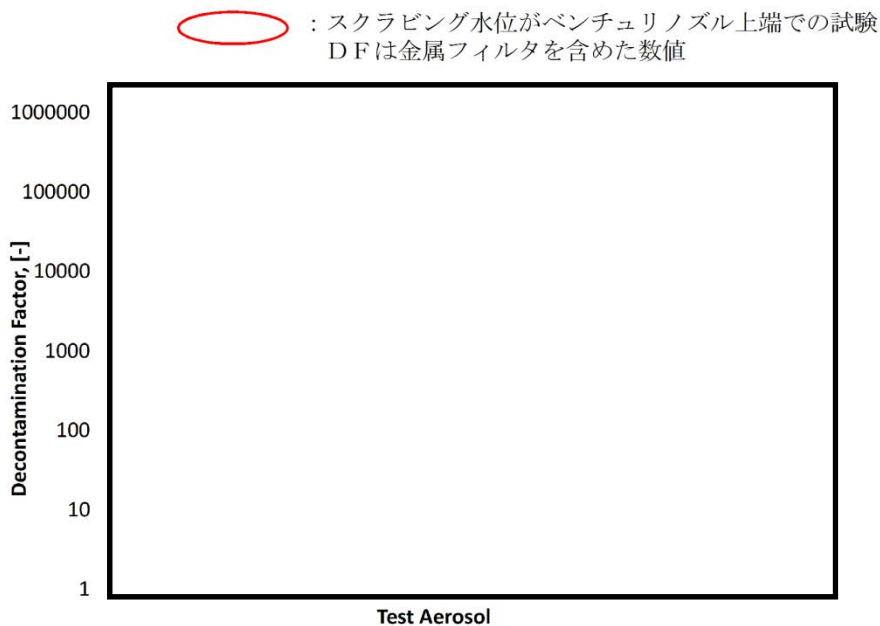 ：スクラビング水位がベンチュリノズル上端での試験
ＤＦは金属フィルタを含めた数値
1000000
100000
10000
1000
100
10
1
Decontamination Factor, [-]
Test Aerosol